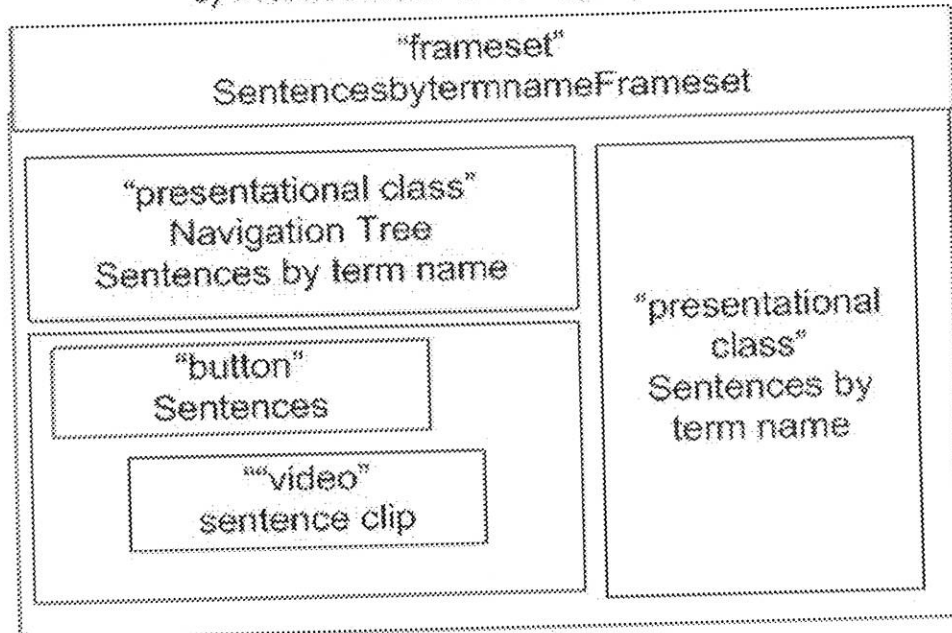 “frameset”
SentencesbytermnameFrameset
“presentational class”
Navigation Tree
Sentences by term name
“button”
Sentences
““video”
sentence clip
“presentational
class”
Sentences by
term name